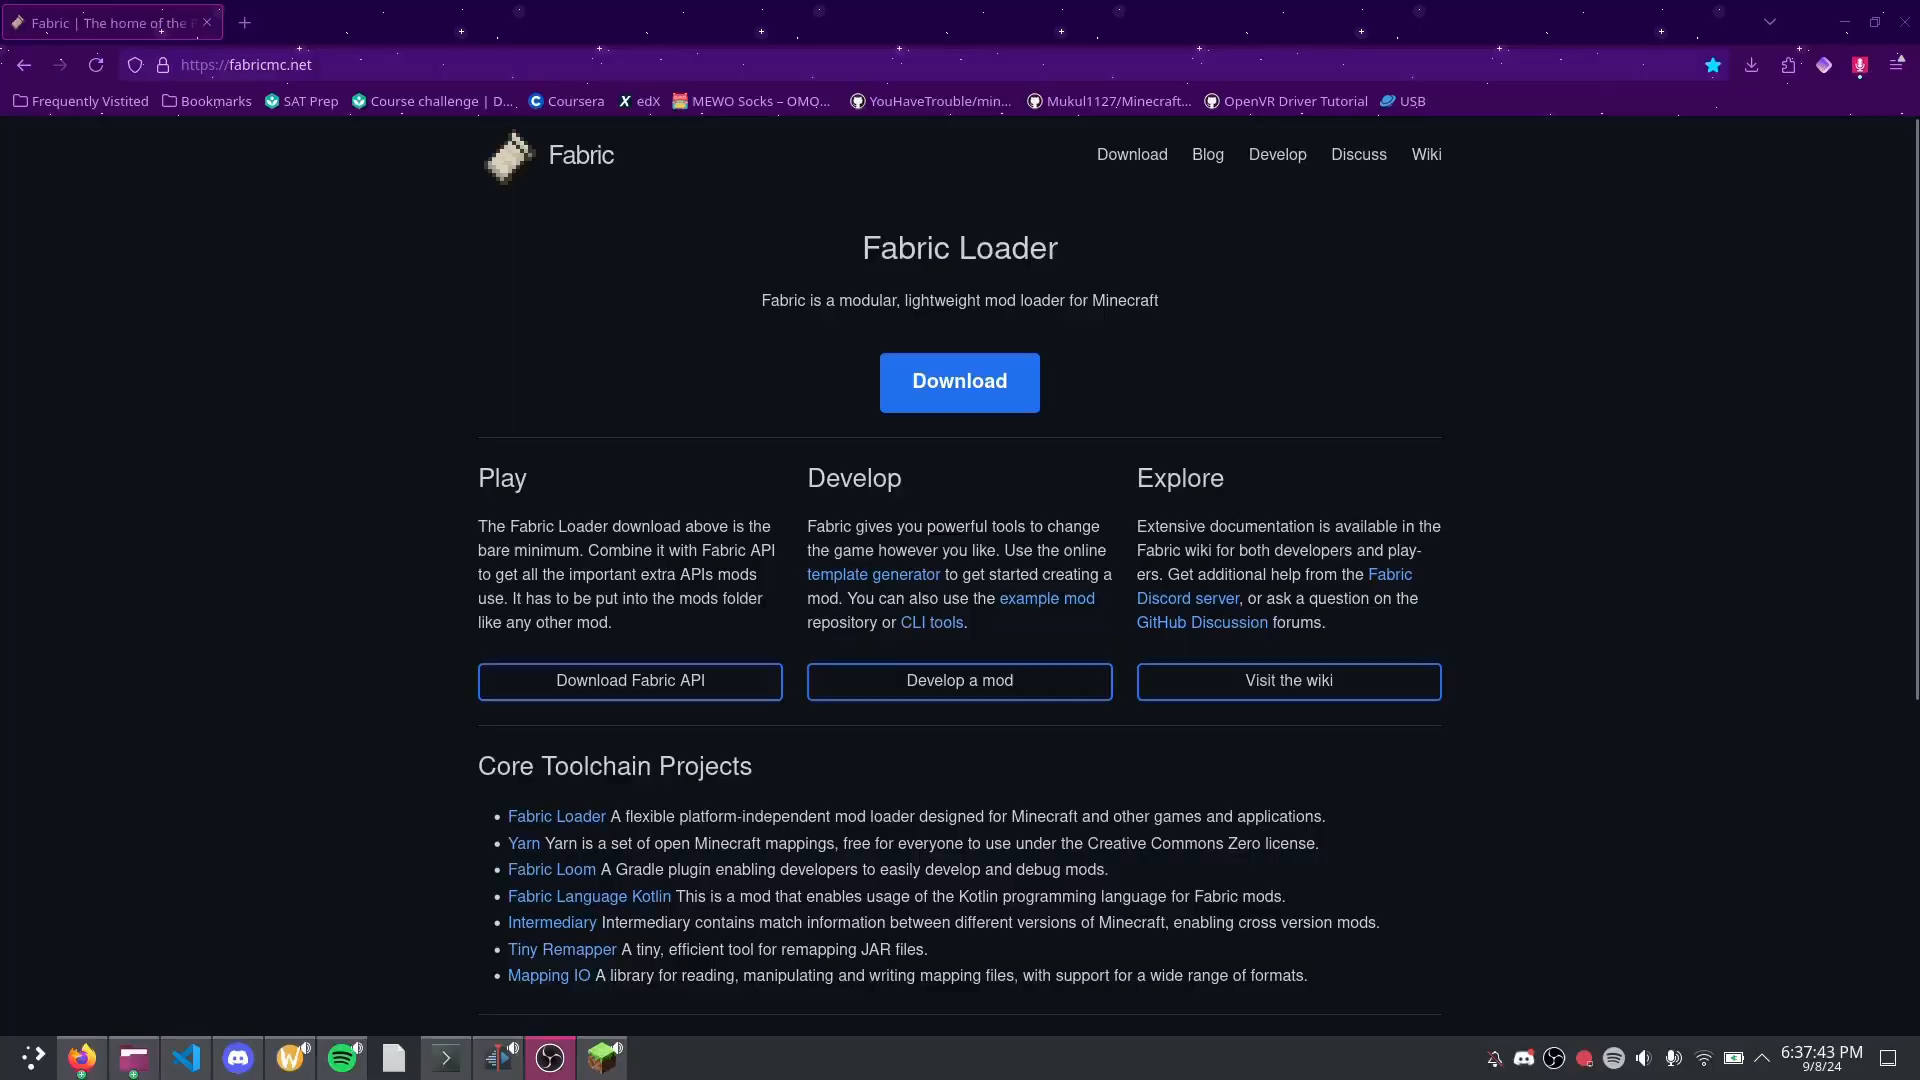 Fabric | The home of the F
https://fabricmc.net
Frequently Vistited
Bookmarks
SAT Prep
Course challenge | D...
Coursera
edX
MEWO Socks – OMO...
YouHaveTrouble/min...
Mukul1127/Minecraft...
OpenVR Driver Tutorial
USB
Fabric
Download
Blog
Develop
Discuss
Wiki
Fabric Loader
Fabric is a modular, lightweight mod loader for Minecraft
Download
Play
The Fabric Loader download above is the
bare minimum. Combine it with Fabric API
to get all the important extra APIs mods
use. It has to be put into the mods folder
like any other mod.
Download Fabric API
Develop
Fabric gives you powerful tools to change
the game however you like. Use the online
template generator to get started creating a
mod. You can also use the example mod
repository or CLI tools.
Develop a mod
Explore
Extensive documentation is available in the
Fabric wiki for both developers and play-
ers. Get additional help from the Fabric
Discord server, or ask a question on the
GitHub Discussion forums.
Visit the wiki
Core Toolchain Projects
Fabric Loader A flexible platform-independent mod loader designed for Minecraft and other games and applications.
Yarn Yarn is a set of open Minecraft mappings, free for everyone to use under the Creative Commons Zero license.
Fabric Loom A Gradle plugin enabling developers to easily develop and debug mods.
Fabric Language Kotlin This is a mod that enables usage of the Kotlin programming language for Fabric mods.
Intermediary Intermediary contains match information between different versions of Minecraft, enabling cross version mods.
Tiny Remapper A tiny, efficient tool for remapping JAR files.
Mapping IO A library for reading, manipulating and writing mapping files, with support for a wide range of formats.
6:37:43 PM
9/8/24